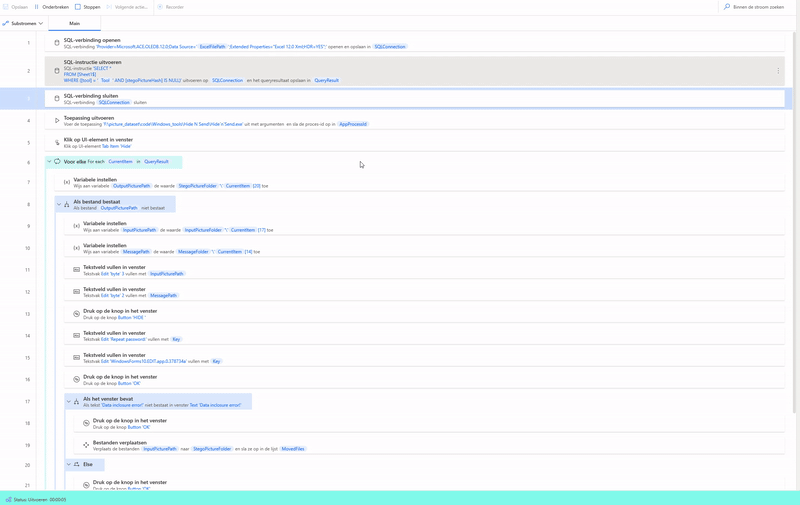 Opslaan Onderbreken Stoppen Volgende actie... Recorder Binnen de stroom zoeken
Substromen Main
1 SQL-verbinding openen
SQL-verbinding 'Provider=Microsoft.ACE.OLEDB.12.0;Data Source=' ExcelFilePath ';Extended Properties="Excel 12.0 Xml;HDR=YES";' openen en opslaan in SQLConnection
2 SQL-instructie uitvoeren
SQL-instructie 'SELECT *
FROM [Sheet1$]
WHERE ([tool] = ' Tool ' AND [stegoPictureHash] IS NULL)' uitvoeren op SQLConnection en het queryresultaat opslaan in QueryResult
3 SQL-verbinding sluiten
SQL-verbinding SQLConnection sluiten
4 Toepassing uitvoeren
Voer de toepassing 'F:\picture_dataset\code\Windows_tools\Hide N Send\Hide'n'Send.exe' uit met argumenten en sla de proces-id op in AppProcessId
5 Klik op UI-element in venster
Klik op UI-element Tab Item 'Hide'
6 Voor elke For each CurrentItem in QueryResult
7 Variabele instellen
Wijs aan variabele OutputPicturePath de waarde StegoPictureFolder '\' CurrentItem [20] toe
8 Als bestand bestaat
Als bestand OutputPicturePath niet bestaat
9 Variabele instellen
Wijs aan variabele InputPicturePath de waarde InputPictureFolder '\' CurrentItem [17] toe
10 Variabele instellen
Wijs aan variabele MessagePath de waarde MessageFolder '\' CurrentItem [14] toe
11 Tekstveld vullen in venster
Tekstvak Edit 'byte' 3 vullen met InputPicturePath
12 Tekstveld vullen in venster
Tekstvak Edit 'byte' 2 vullen met MessagePath
13 Druk op de knop in het venster
Druk op de knop Button 'HIDE '
14 Tekstveld vullen in venster
Tekstvak Edit 'Repeat password:' vullen met Key
15 Tekstveld vullen in venster
Tekstvak Edit 'WindowsForms10.EDIT.app.0.378734a' vullen met Key
16 Druk op de knop in het venster
Druk op de knop Button 'OK'
17 Als het venster bevat
Als tekst 'Data inclosure error!' niet bestaat in venster Text 'Data inclosure error!'
18 Druk op de knop in het venster
Druk op de knop Button 'OK'
19 Bestanden verplaatsen
Verplaats de bestanden InputPicturePath naar StegoPictureFolder en sla ze op in de lijst MovedFiles
20 Else
21 Druk op de knop in het venster
Druk op de knop Button 'OK'
Status: Uitvoeren 00:00:03